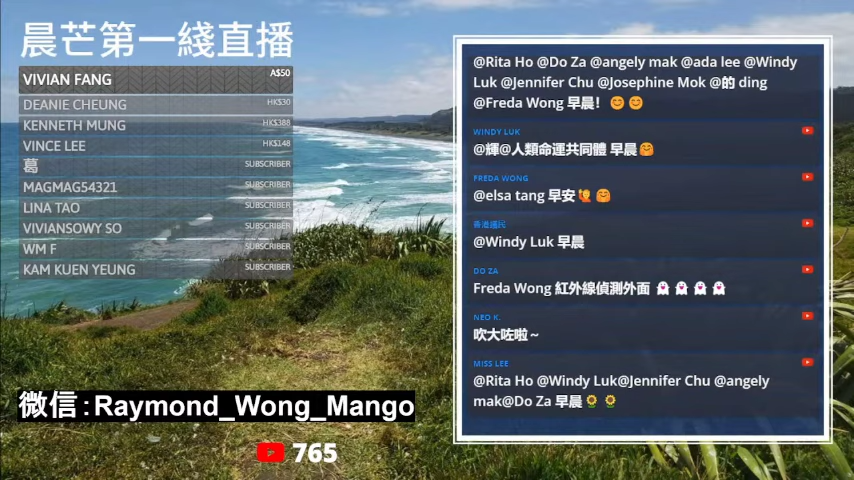 晨芒第一綫直播
VIVIAN FANG A$50
DEANIE CHEUNG HK$30
KENNETH MUNG HK$388
VINCE LEE HK$148
葛 SUBSCRIBER
MAGMAG54321 SUBSCRIBER
LINA TAO SUBSCRIBER
VIVIANSOWY SO SUBSCRIBER
WM F SUBSCRIBER
KAM KUEN YEUNG SUBSCRIBER
微信:Raymond_Wong_Mango
765
@Rita Ho @Do Za @angely mak @ada lee @Windy
Luk @Jennifer Chu @Josephine Mok @的 ding
@Freda Wong 早晨! 😊 😊
WINDY LUK
@輝@人類命運共同體 早晨🤗
FREDA WONG
@elsa tang 早安🙋 🤗
香港國民
@Windy Luk 早晨
DO ZA
Freda Wong 紅外線偵測外面 👻 👻 👻 👻
NEO K.
吹大咗啦～
MISS LEE
@Rita Ho @Windy Luk@Jennifer Chu @angely
mak@Do Za 早晨🌻 🌻